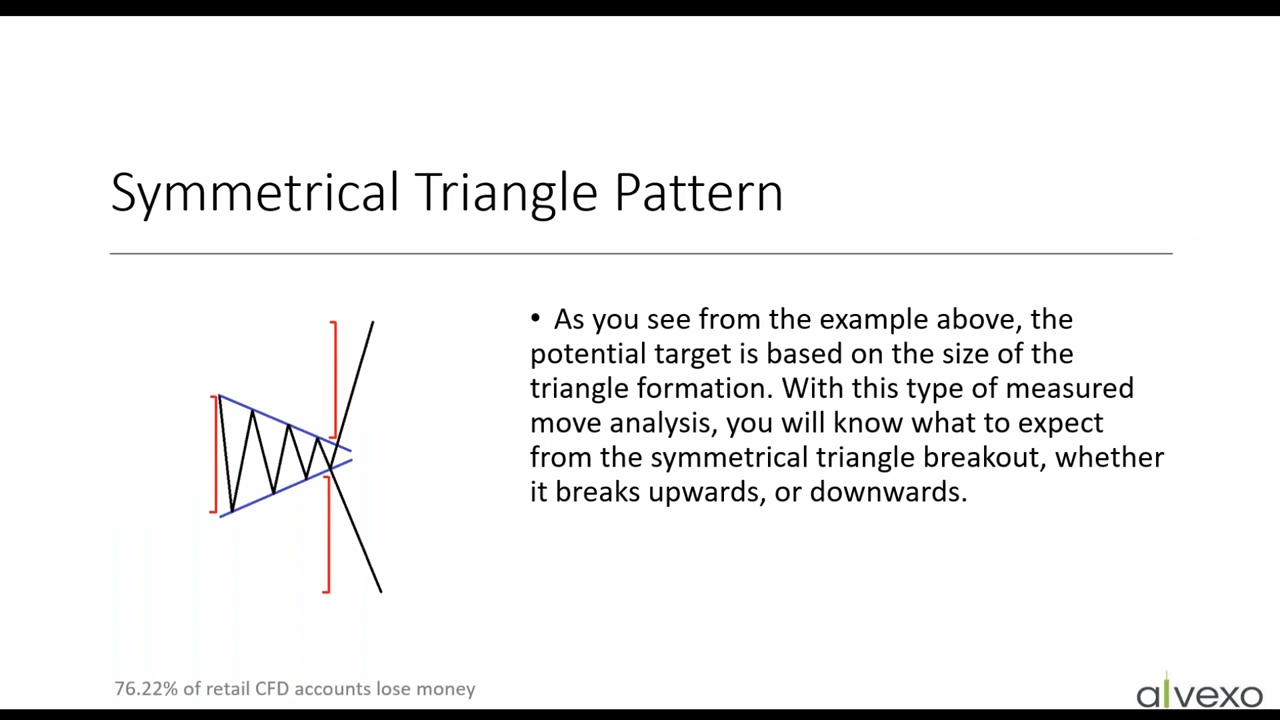 Symmetrical Triangle Pattern
• As you see from the example above, the
potential target is based on the size of the
triangle formation. With this type of measured
move analysis, you will know what to expect
from the symmetrical triangle breakout, whether
it breaks upwards, or downwards.
76.22% of retail CFD accounts lose money
alvexo